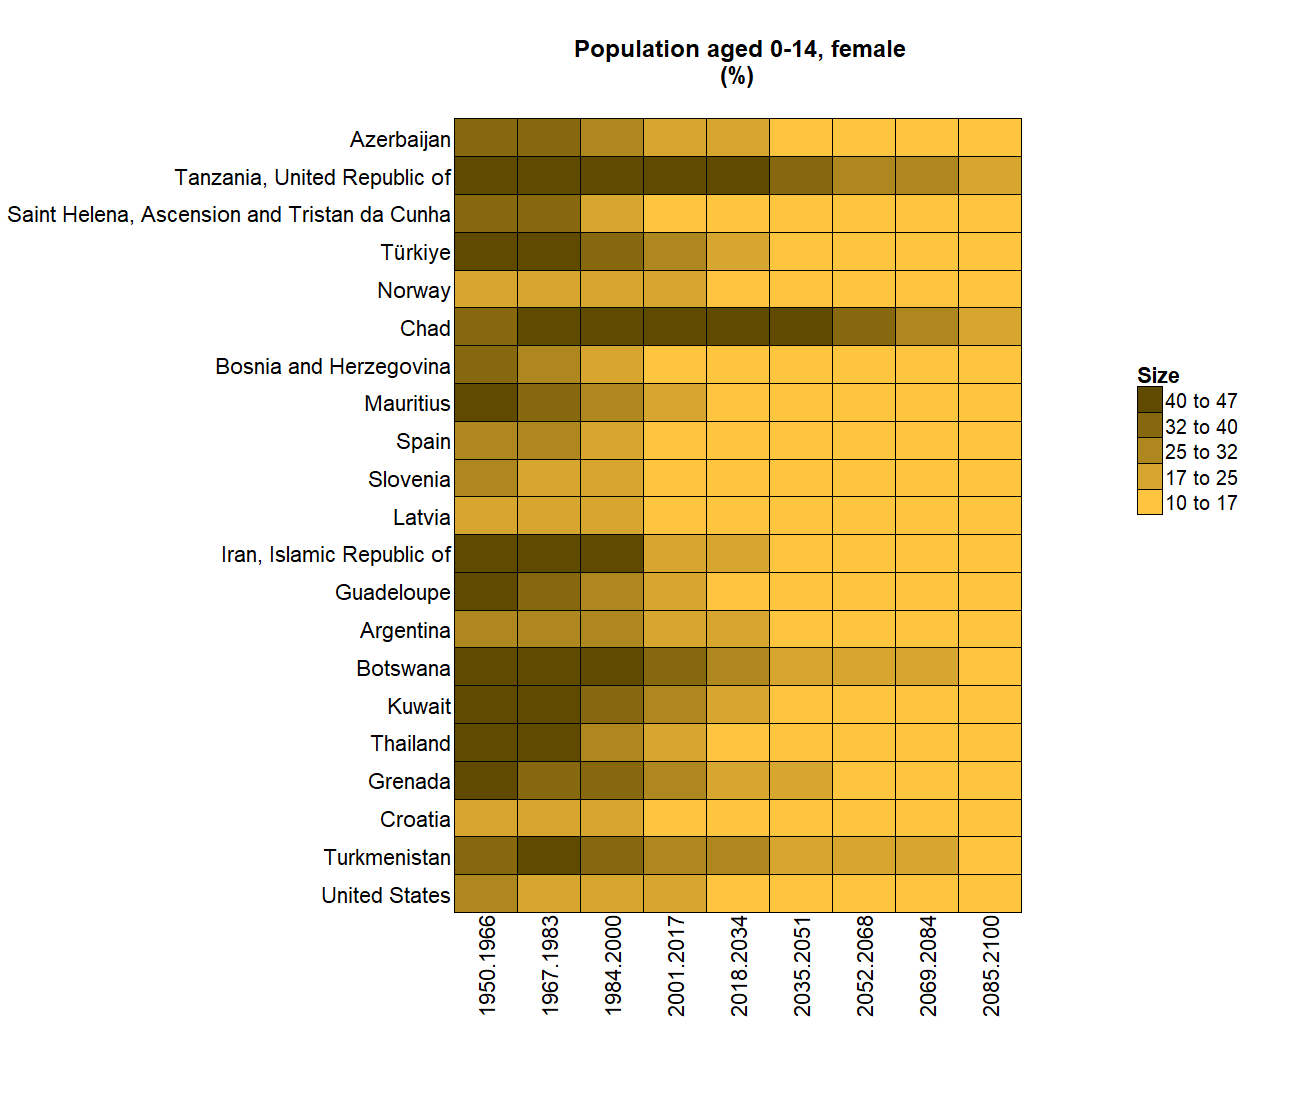 Population aged 0-14, female
(%)
Azerbaijan
Tanzania, United Republic of
Saint Helena, Ascension and Tristan da Cunha
Türkiye
Norway
Chad
Bosnia and Herzegovina
Mauritius
Spain
Slovenia
Latvia
Iran, Islamic Republic of
Guadeloupe
Argentina
Botswana
Kuwait
Thailand
Grenada
Croatia
Turkmenistan
United States
1950.1966
1967.1983
1984.2000
2001.2017
2018.2034
2035.2051
2052.2068
2069.2084
2085.2100
Size
40 to 47
32 to 40
25 to 32
17 to 25
10 to 17